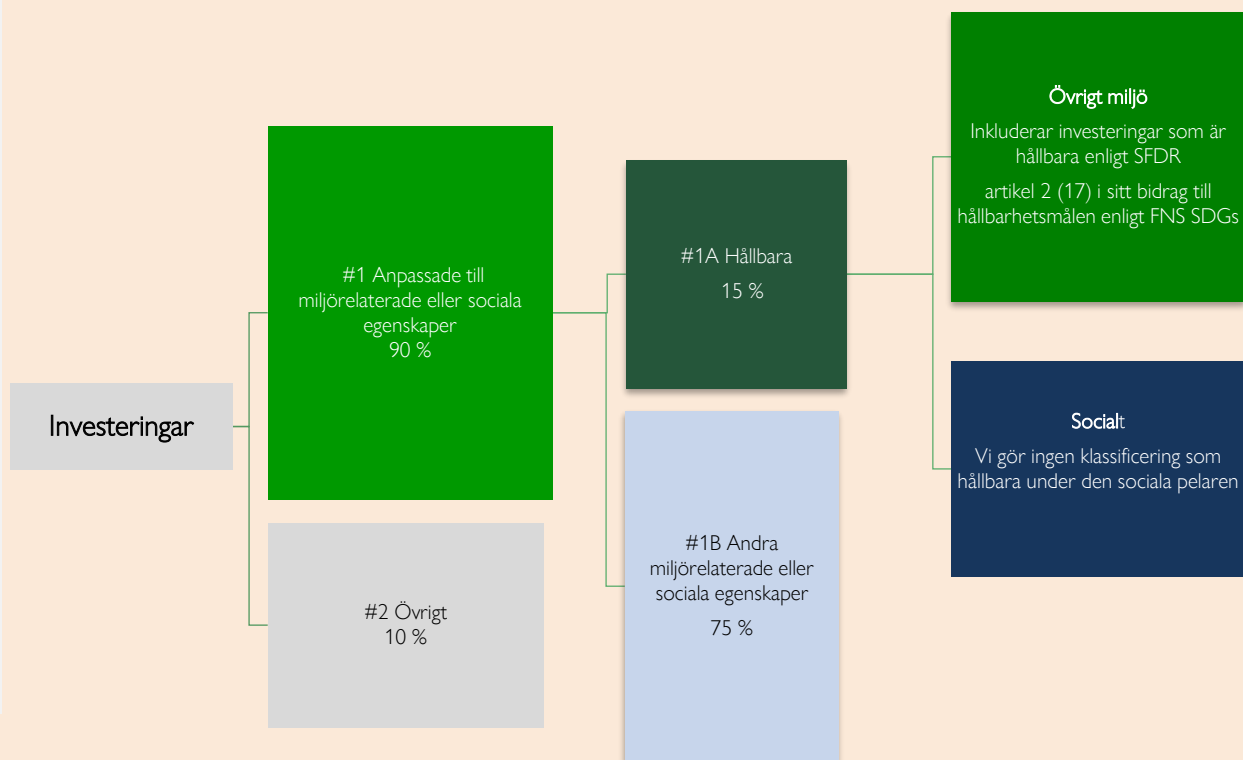 Investeringar
#1 Anpassade till
miljörelaterade eller sociala
egenskaper
90 %
#2 Övrigt
10 %
#1A Hållbara
15 %
#1B Andra
miljörelaterade eller
sociala egenskaper
75 %
Övrigt miljö
Inkluderar investeringar som är
hållbara enligt SFDR
artikel 2 (17) i sitt bidrag till
hållbarhetsmålen enligt FNS SDGs
Socialt
Vi gör ingen klassificering som
hållbara under den sociala pelaren